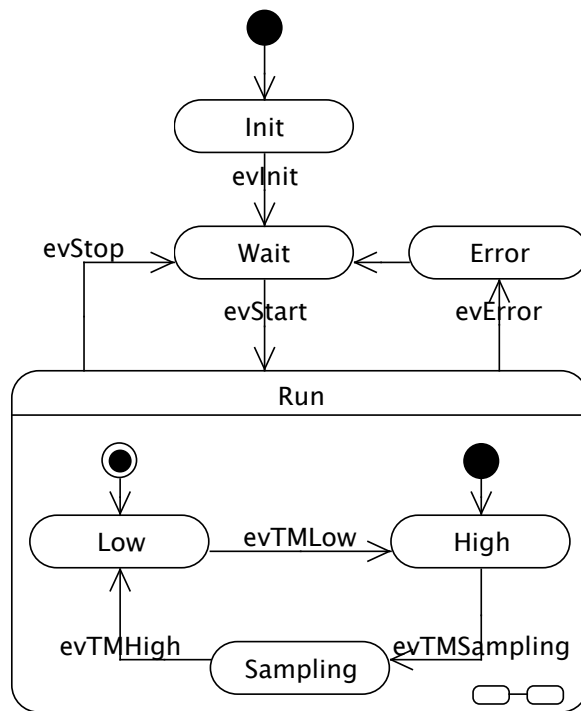 Init
evInit
evStop
Wait
Error
evStart
evError
Run
Low
evTMLow
High
evTMHigh
evTMSampling
Sampling